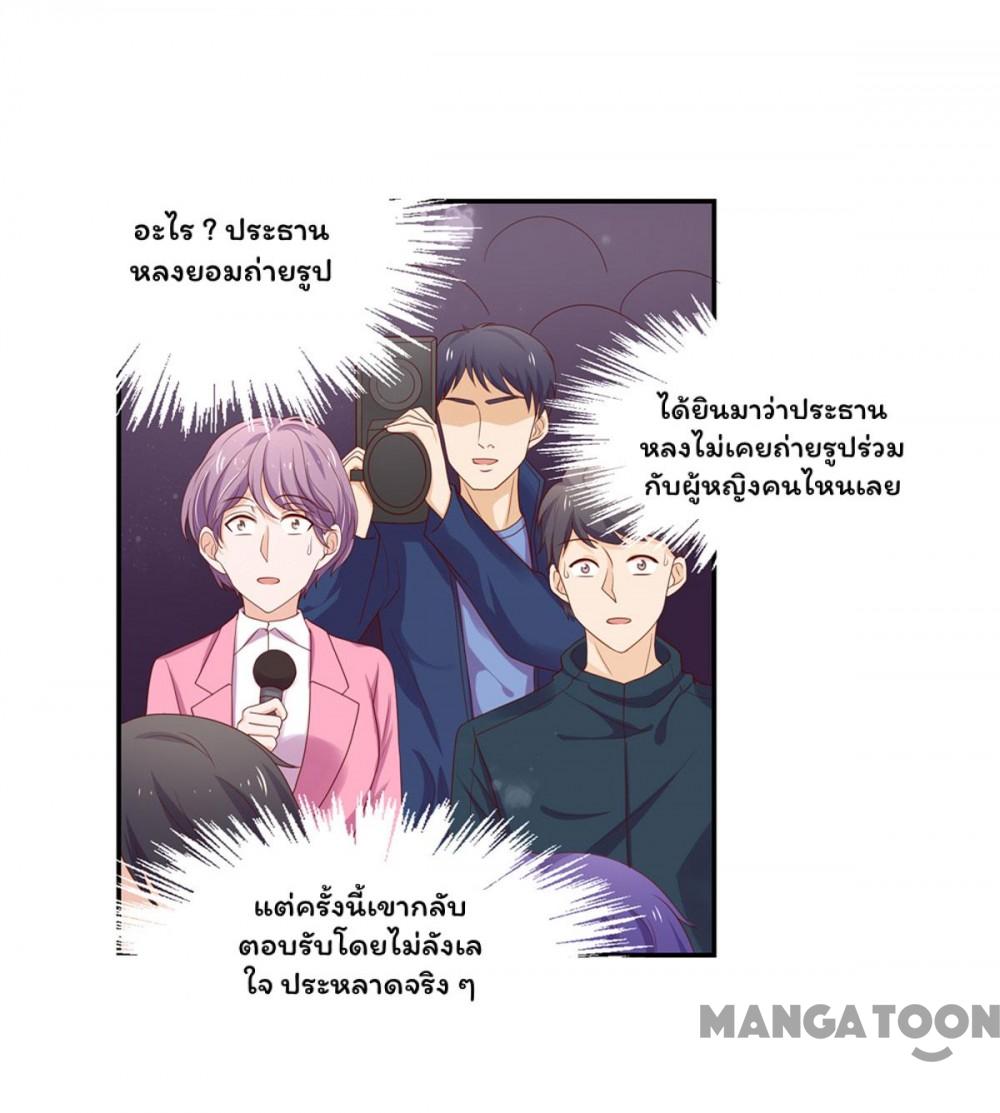 อะไร ? ประธาน
หลงยอมถ่ายรูป
ได้ยินมาว่าประธาน
หลงไม่เคยถ่ายรูปร่วม
กับผู้หญิงคนไหนเลย
แต่ครั้งนี้เขากลับ
ตอบรับโดยไม่ลังเล
ใจ ประหลาดจริง ๆ
MANGATOON